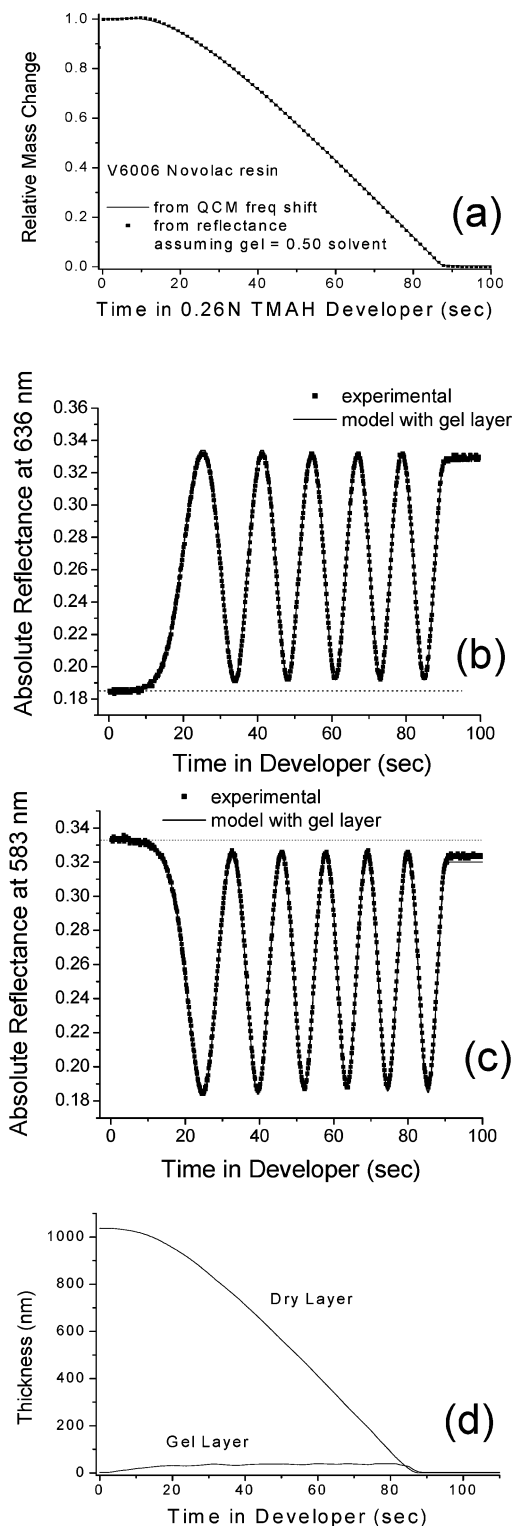 1.0
0.8
0.6
0.4
0.2
0.0
Relative Mass Change
V6006 Novolac resin
from QCM freq shift
from reflectance
assuming gel = 0.50 solvent
(a)
0 20 40 60 80 100
Time in 0.26N TMAH Developer (sec)
experimental
model with gel layer
0.36
0.33
0.30
0.28
0.26
0.22
0.20
0.18
Absolute Reflectance at 636 nm
(b)
0 20 40 60 80 100
Time in Developer (sec)
experimental
model with gel layer
0.34
0.32
0.28
0.26
0.24
0.22
0.20
0.18
Absolute Reflectance at 583 nm
(c)
0 20 40 60 80 100
Time in Developer (sec)
1000
800
600
400
200
0
Thickness (nm)
Dry Layer
Gel Layer
(d)
0 20 40 60 80 100
Time in Developer (sec)